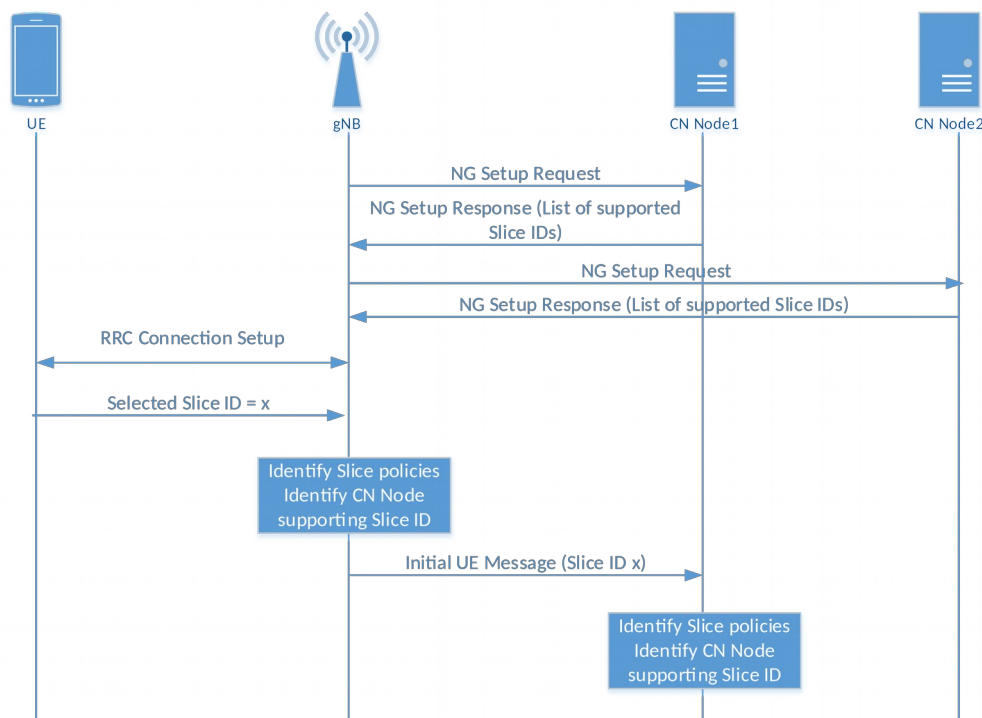 UE
gNB
CN Node1
CN Node2
NG Setup Request
NG Setup Response (List of supported
Slice IDs)
NG Setup Request
NG Setup Response (List of supported Slice IDs)
RRC Connection Setup
Selected Slice ID = x
Identify Slice policies
Identify CN Node
supporting Slice ID
Initial UE Message (Slice ID x)
Identify Slice policies
Identify CN Node
supporting Slice ID